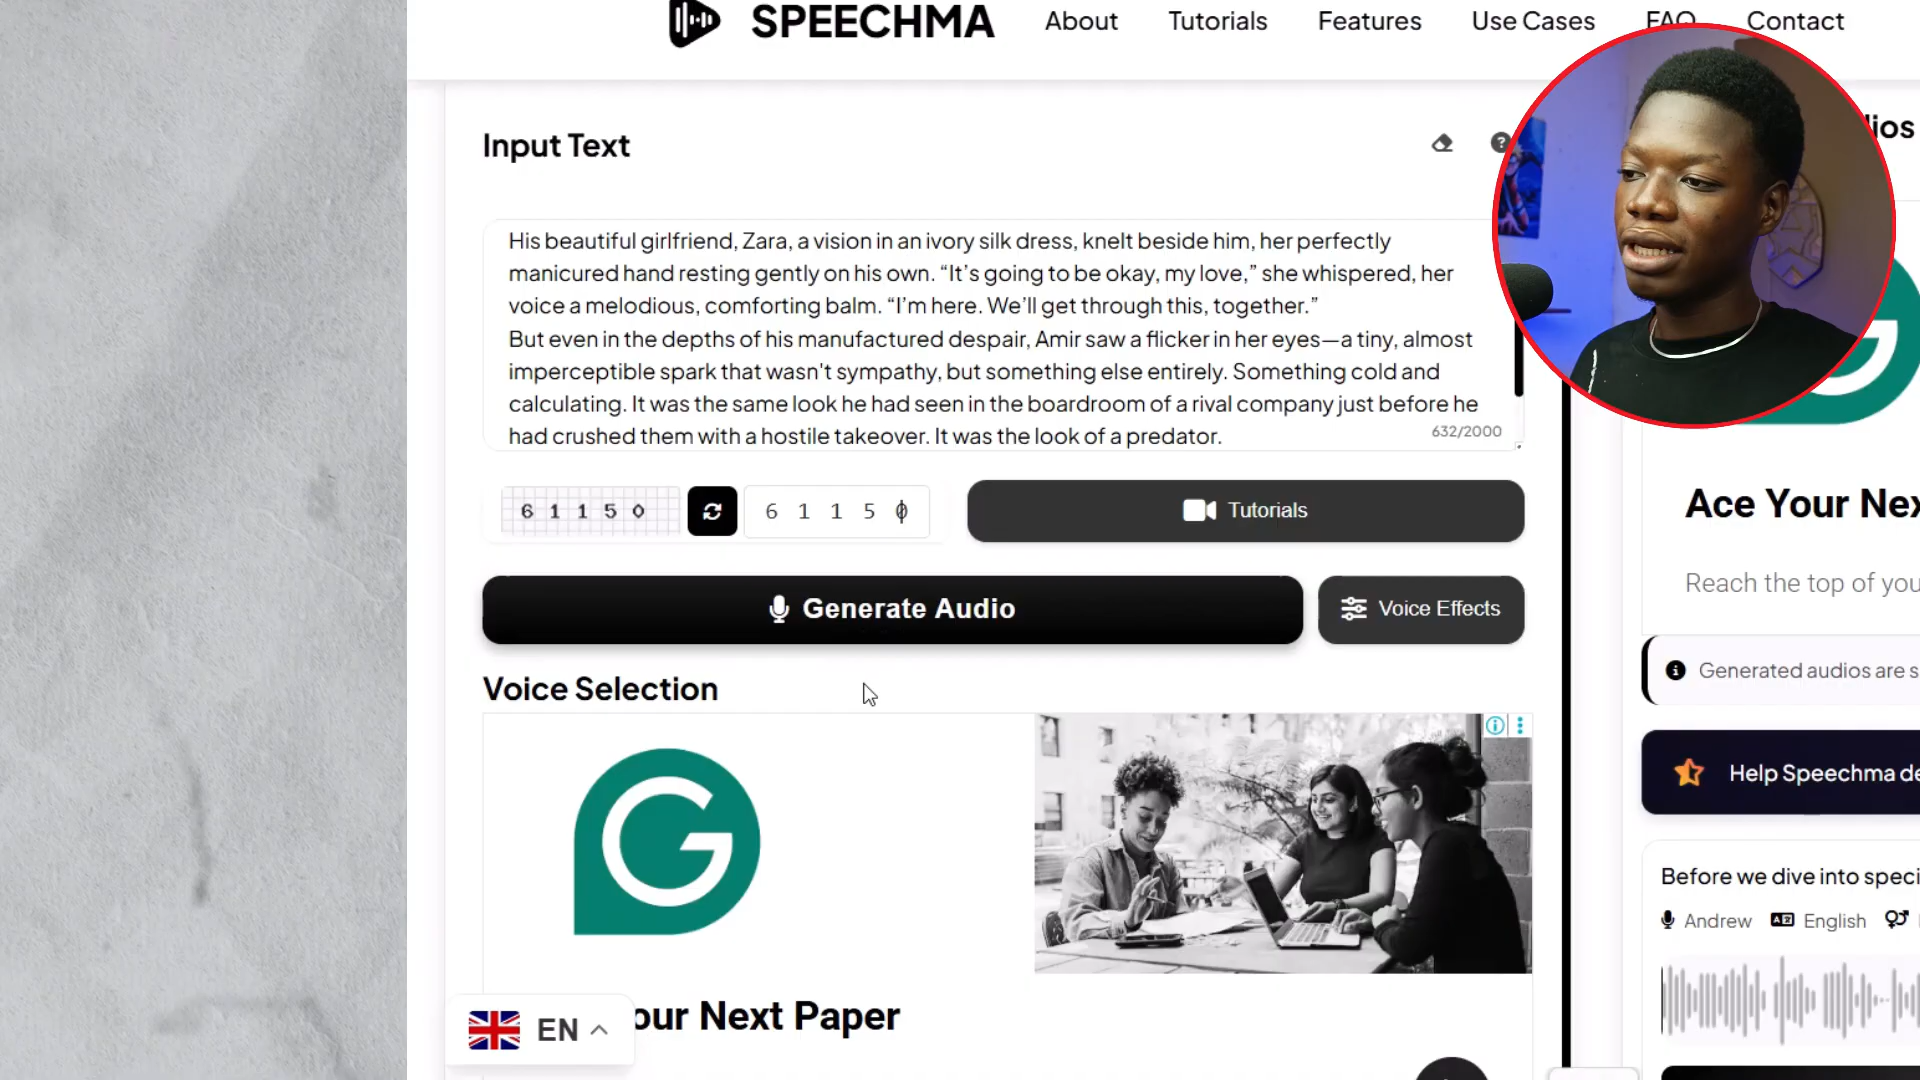 SPEECHMA
About
Tutorials
Features
Use Cases
FAQ
Contact
Input Text
His beautiful girlfriend, Zara, a vision in an ivory silk dress, knelt beside him, her perfectly
manicured hand resting gently on his own. “It’s going to be okay, my love,” she whispered, her
voice a melodious, comforting balm. “I’m here. We’ll get through this, together.”
But even in the depths of his manufactured despair, Amir saw a flicker in her eyes—a tiny, almost
imperceptible spark that wasn't sympathy, but something else entirely. Something cold and
calculating. It was the same look he had seen in the boardroom of a rival company just before he
had crushed them with a hostile takeover. It was the look of a predator.
632/2000
6 1 1 5 0
6 1 1 5 0
Tutorials
Generate Audio
Voice Effects
Voice Selection
our Next Paper
EN
Ace Your Nex
Reach the top of you
Generated audios are s
Help Speechma de
Before we dive into speci
Andrew
English